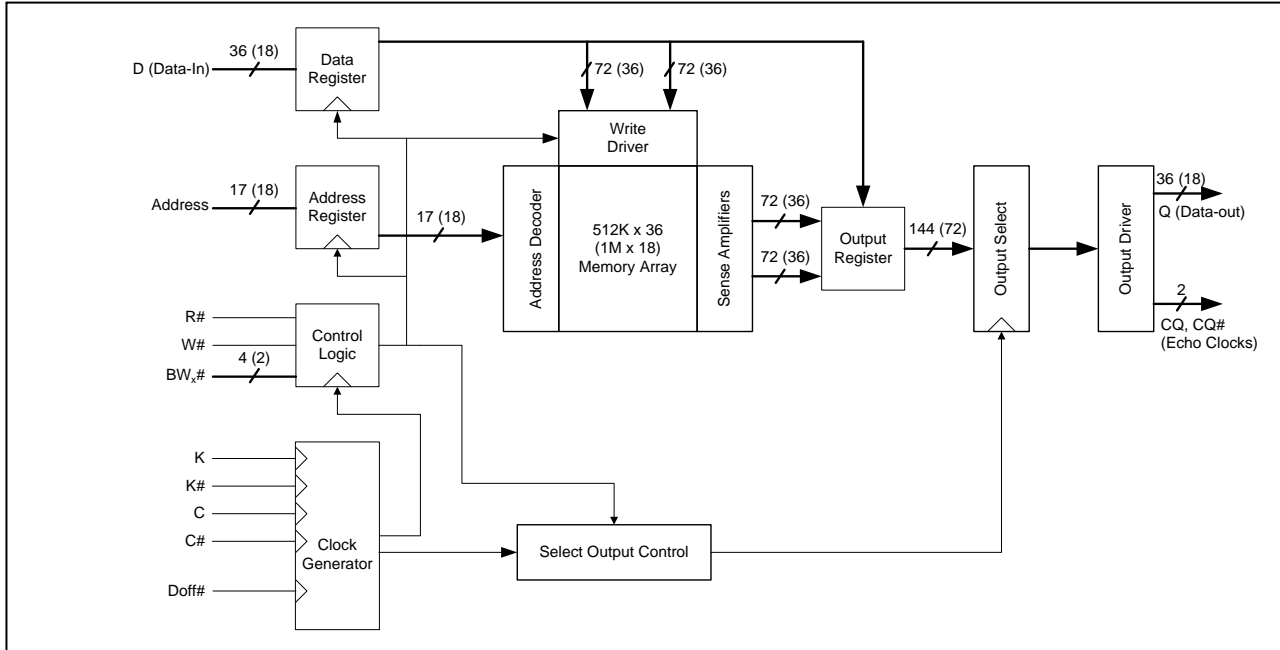 D (Data-In)
36 (18)
Data
Register
72 (36)
72 (36)
Write
Driver
Address
17 (18)
Address
Register
17 (18)
Address Decoder
512K x 36
(1M x 18)
Memory Array
Sense Amplifiers
72 (36)
72 (36)
Output
Register
144 (72)
Output Select
Output Driver
36 (18)
Q (Data-out)
2
CQ, CQ#
(Echo Clocks)
R#
W#
4 (2)
BWx#
Control
Logic
K
K#
C
C#
Doff#
Clock
Generator
Select Output Control